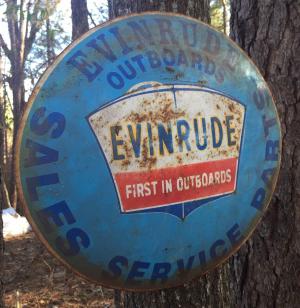 EVINRUDE
OUTBOARDS
EVINRUDE
FIRST IN OUTBOARDS
SALES SERVICE PARTS